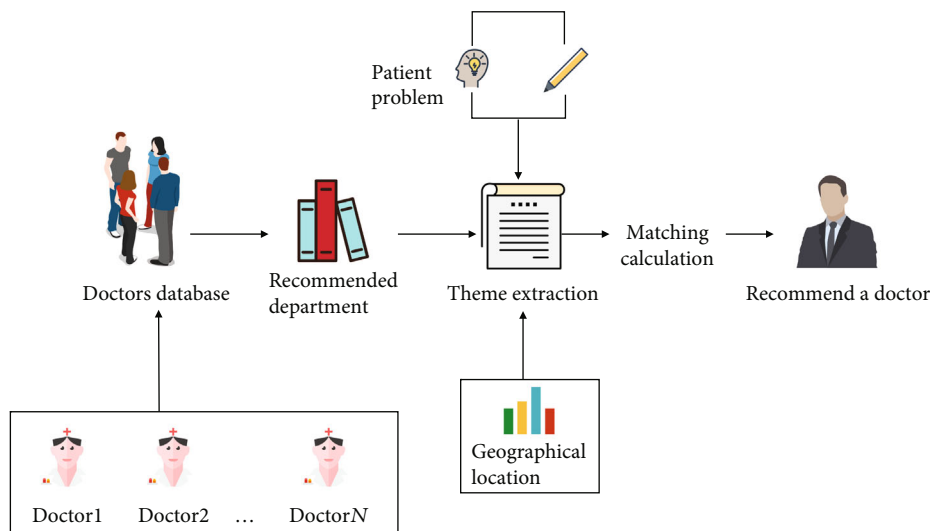 Patient
problem
Doctors database
Recommended
department
Theme extraction
Matching
calculation
Recommend a doctor
Geographical
location
Doctor1 Doctor2 … DoctorN